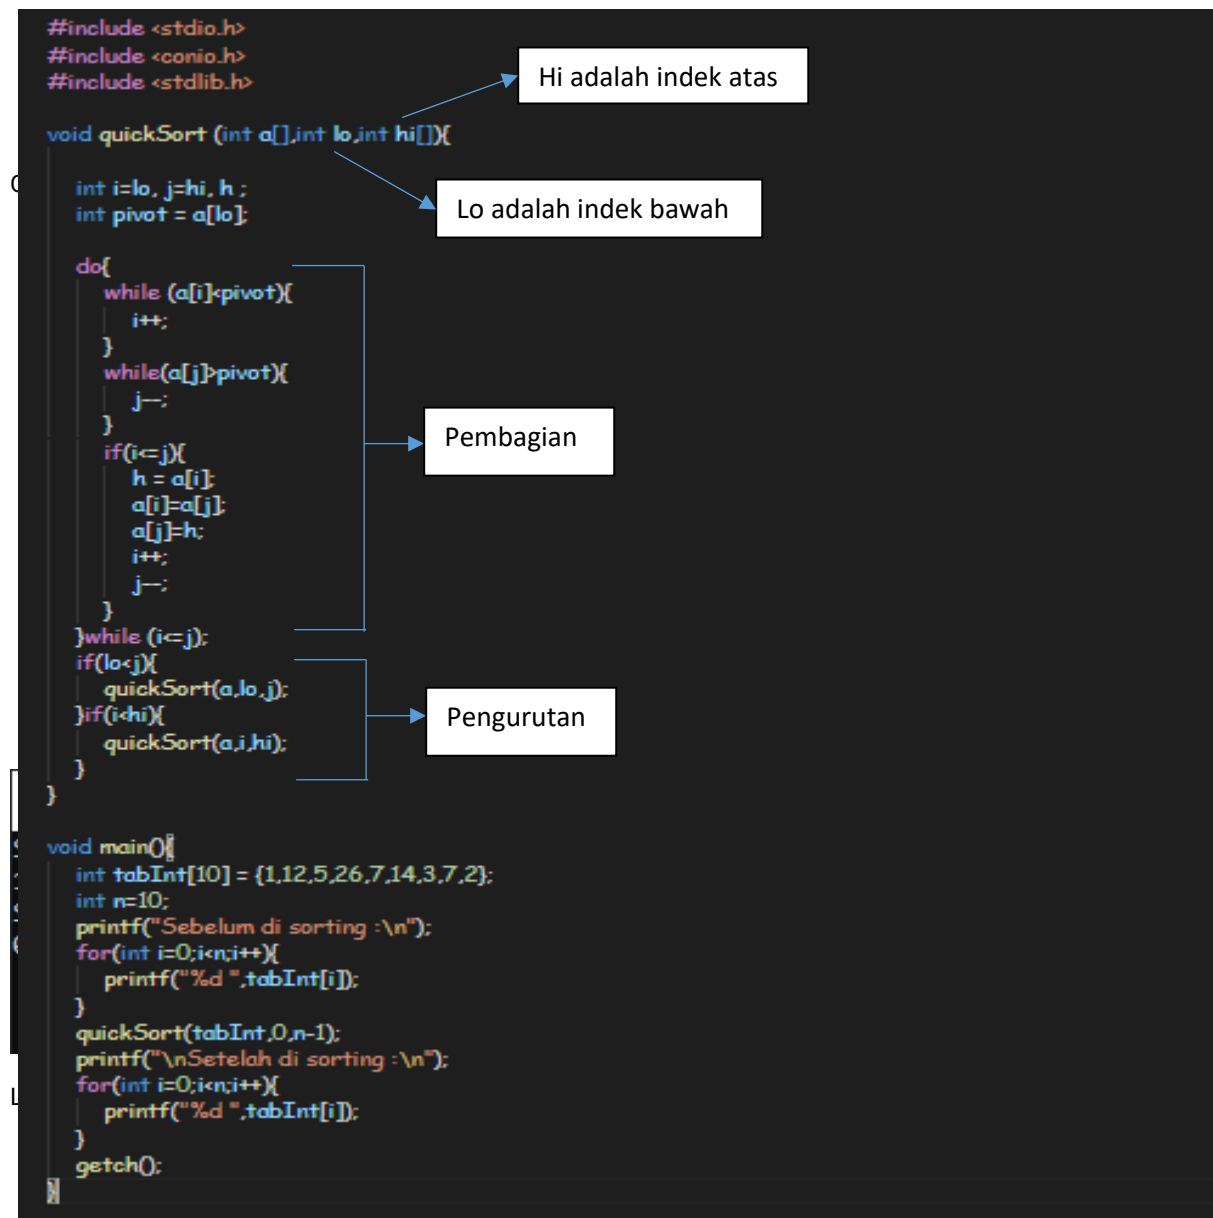 #include <stdio.h>
#include <conio.h>
#include <stdlib.h>
Hi adalah indek atas
void quickSort (int a[],int lo,int hi[]){
int i=lo, j=hi, h ;
int pivot = a[lo];
Lo adalah indek bawah
do{
while (a[i]<pivot){
i++;
}
while(a[j]>pivot){
j--;
}
Pembagian
if(i<=j){
h = a[i];
a[i]=a[j];
a[j]=h;
i++;
j--;
}
}while (i<=j);
if(lo<j){
quickSort(a,lo,j);
}if(i<hi){
quickSort(a,i,hi);
}
Pengurutan
}
void main(){
int tabInt[10] = {1,12,5,26,7,14,3,7,2};
int n=10;
printf("Sebelum di sorting :\n");
for(int i=0;i<n;i++){
printf("%d ",tabInt[i]);
}
quickSort(tabInt,0,n-1);
printf("\nSetelah di sorting :\n");
for(int i=0;i<n;i++){
printf("%d ",tabInt[i]);
}
getch();
}